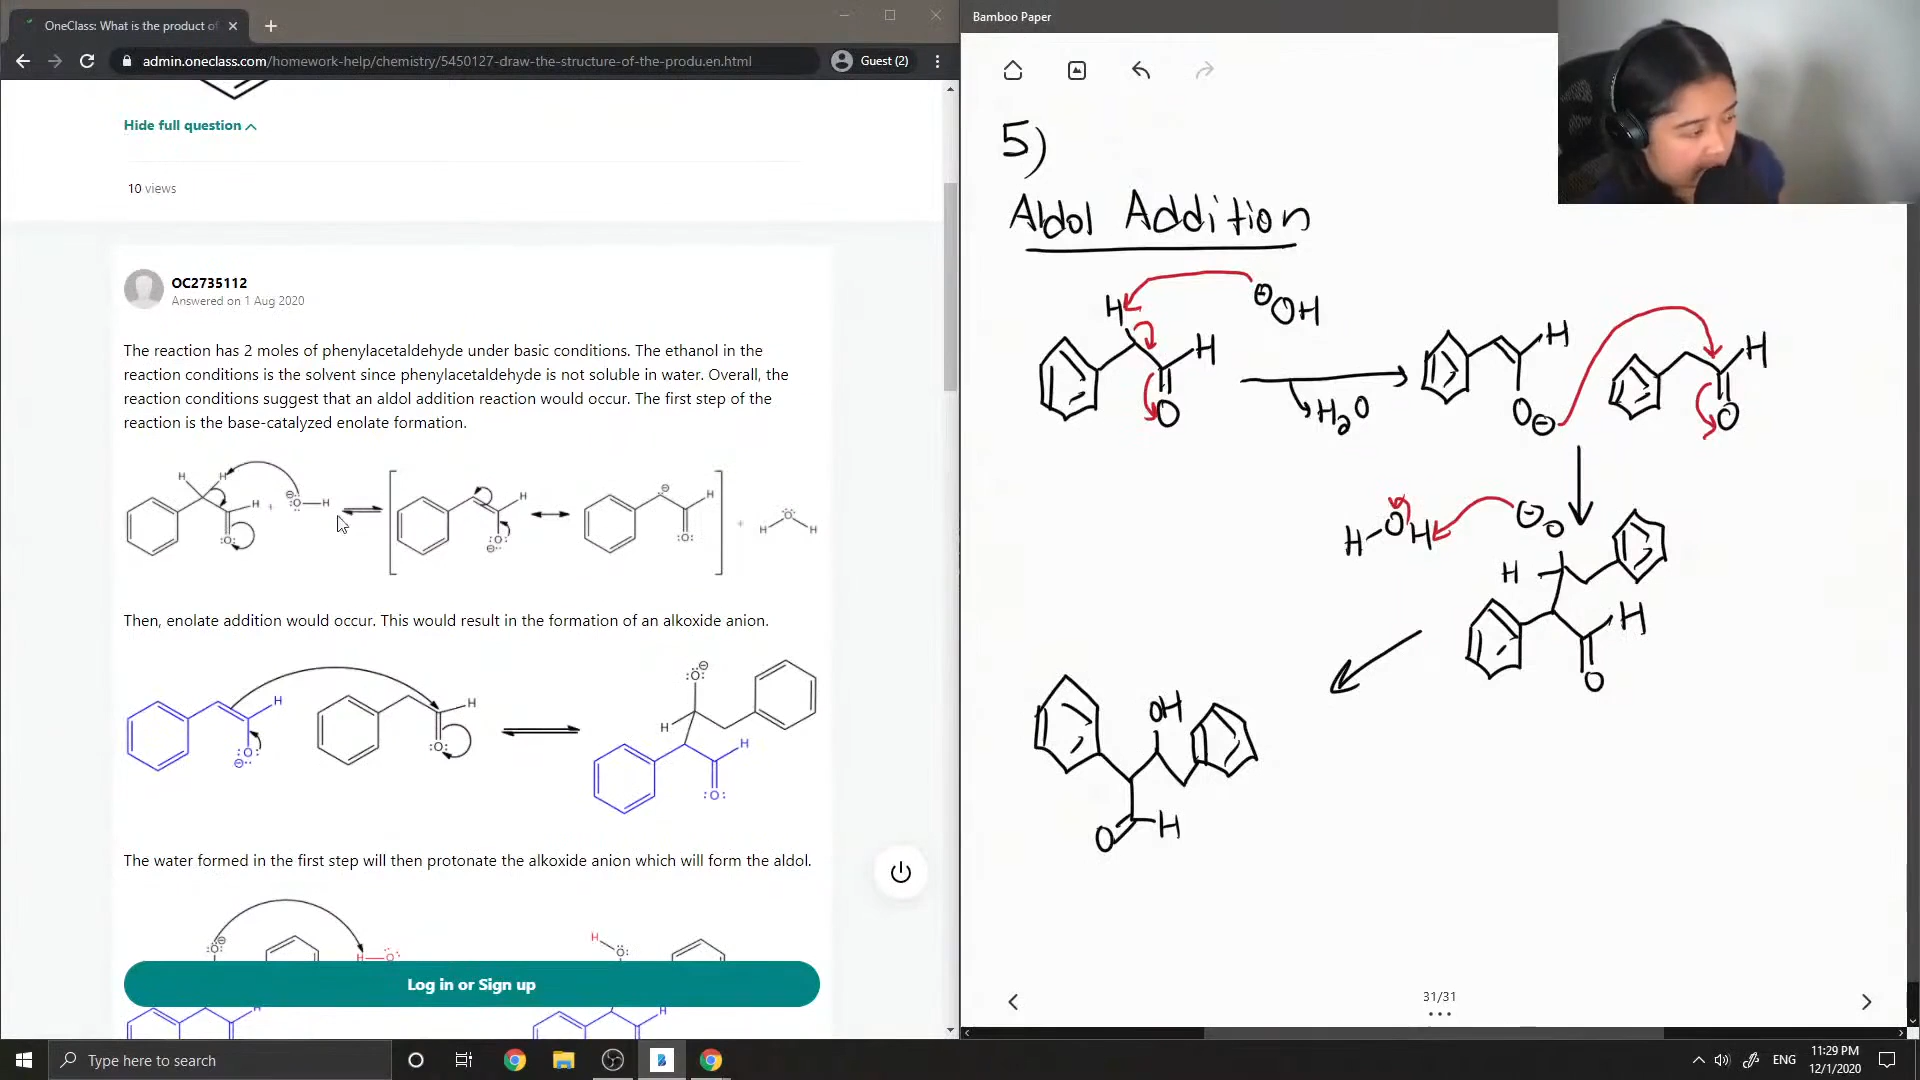 OneClass: What is the product of
admin.oneclass.com/homework-help/chemistry/5450127-draw-the-structure-of-the-produ.en.html
Guest (2)
Hide full question
10 views
OC2735112
Answered on 1 Aug 2020
The reaction has 2 moles of phenylacetaldehyde under basic conditions. The ethanol in the
reaction conditions is the solvent since phenylacetaldehyde is not soluble in water. Overall, the
reaction conditions suggest that an aldol addition reaction would occur. The first step of the
reaction is the base-catalyzed enolate formation.
H H
H + ⊖:O–H H H + H O H
:O: :O: ⊖ :O:
Then, enolate addition would occur. This would result in the formation of an alkoxide anion.
:O:⊖
H H H
H
:O: ⊖ :O: :O:
The water formed in the first step will then protonate the alkoxide anion which will form the aldol.
:O:⊖ H–O: H O:
Log in or Sign up
H H
Bamboo Paper
5)
Aldol Addition
H ⊖OH
H H H
O H2O O⊖ O
H–OH ⊖O
H
H
O
OH
O H
31/31
Type here to search
ENG
11:29 PM
12/1/2020